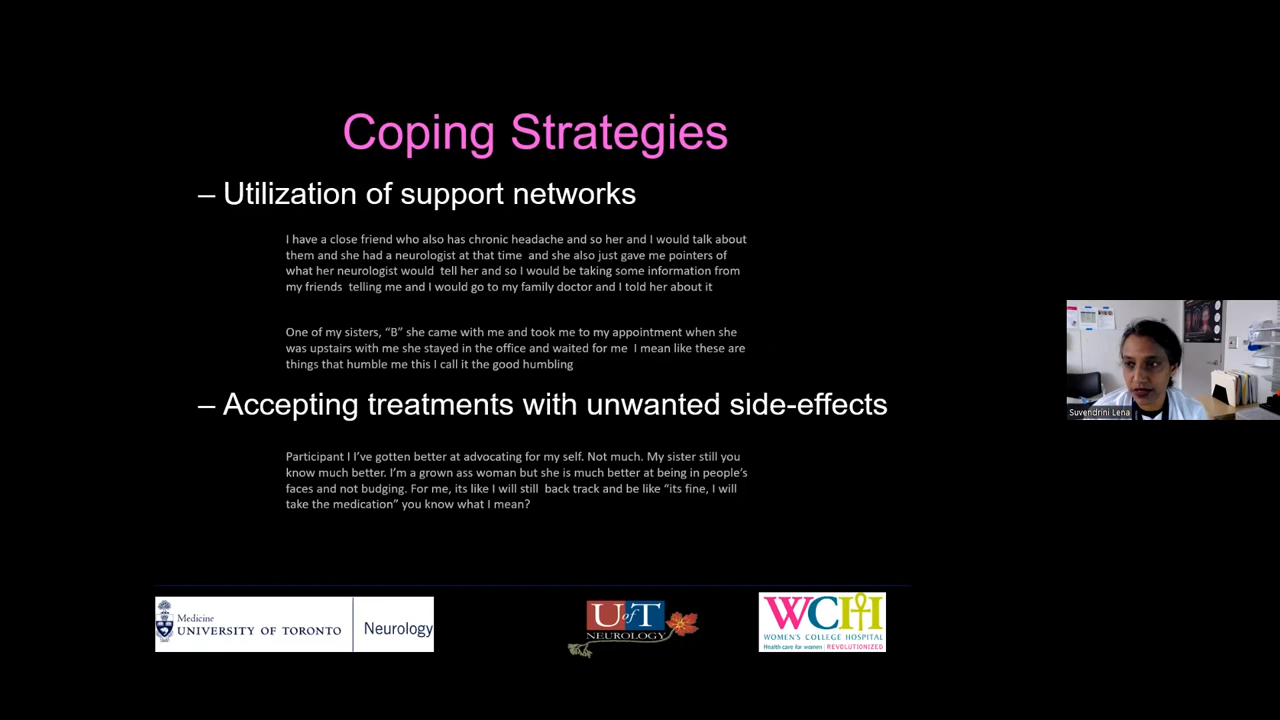 Coping Strategies
– Utilization of support networks
I have a close friend who also has chronic headache and so her and I would talk about
them and she had a neurologist at that time and she also just gave me pointers of
what her neurologist would tell her and so I would be taking some information from
my friends telling me and I would go to my family doctor and I told her about it
One of my sisters, “B” she came with me and took me to my appointment when she
was upstairs with me she stayed in the office and waited for me I mean like these are
things that humble me this I call it the good humbling
– Accepting treatments with unwanted side-effects
Participant I I’ve gotten better at advocating for my self. Not much. My sister still you
know much better. I’m a grown ass woman but she is much better at being in people’s
faces and not budging. For me, its like I will still back track and be like “its fine, I will
take the medication” you know what I mean?
Suvendrini Lena
Medicine
UNIVERSITY OF TORONTO
Neurology
U of T
NEUROLOGY
WCH
WOMEN'S COLLEGE HOSPITAL
Health care for women | REVOLUTIONIZED